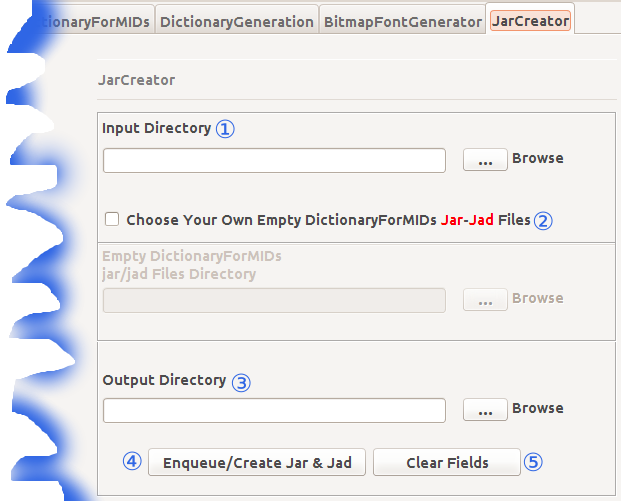 tionaryForMIDs DictionaryGeneration BitmapFontGenerator JarCreator
JarCreator
Input Directory ①
... Browse
Choose Your Own Empty DictionaryForMIDs Jar-Jad Files ②
Empty DictionaryForMIDs
jar/jad Files Directory
... Browse
Output Directory ③
... Browse
④ Enqueue/Create Jar & Jad Clear Fields ⑤